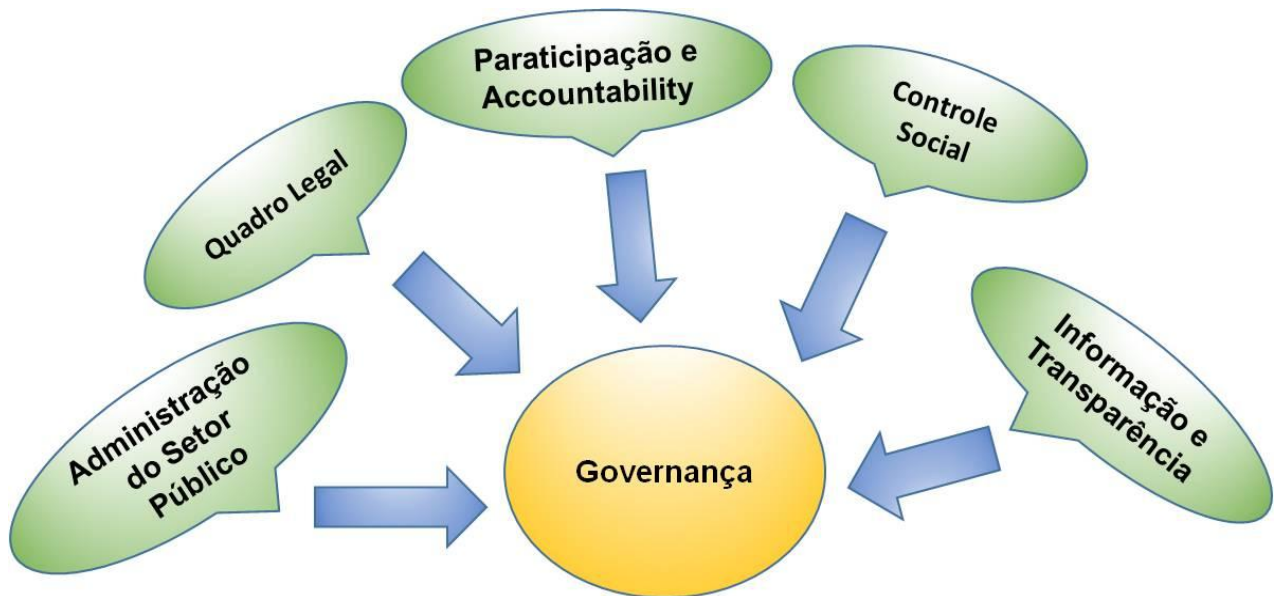 Paraticipação e
Accountability
Controle
Social
Quadro Legal
Informação e
Transparência
Administração
do Setor
Público
Governança